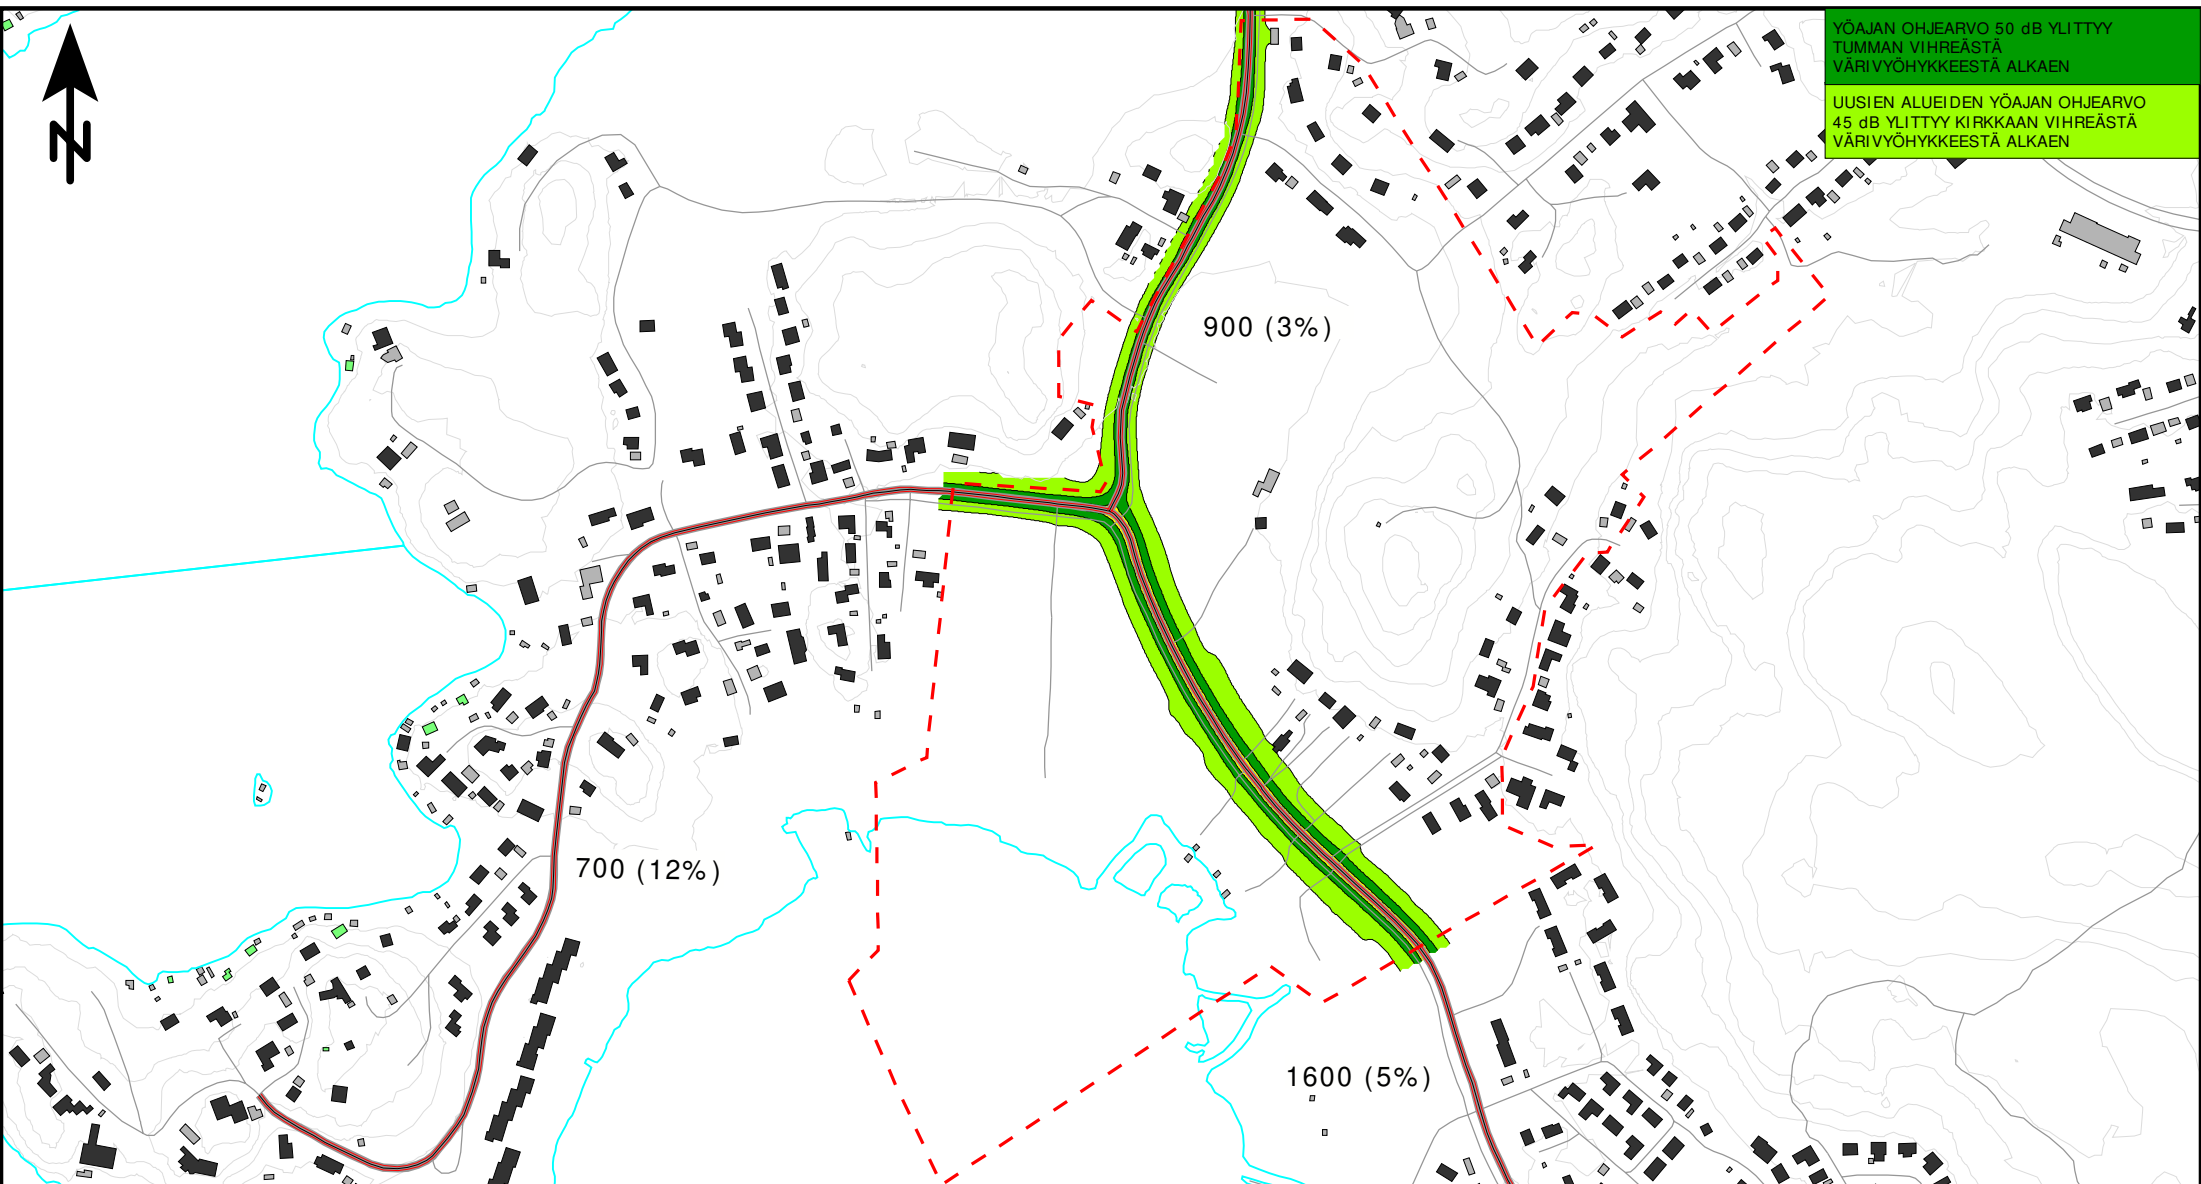 N
YÖAJAN OHJEARVO 50 dB YLITTYY
TUMMAN VIHREÄSTÄ
VÄRIVYÖHYKKEESTÄ ALKAEN
UUSIEN ALUEIDEN YÖAJAN OHJEARVO
45 dB YLITTYY KIRKKAAN VIHREÄSTÄ
VÄRIVYÖHYKKEESTÄ ALKAEN
900 (3%)
700 (12%)
1600 (5%)